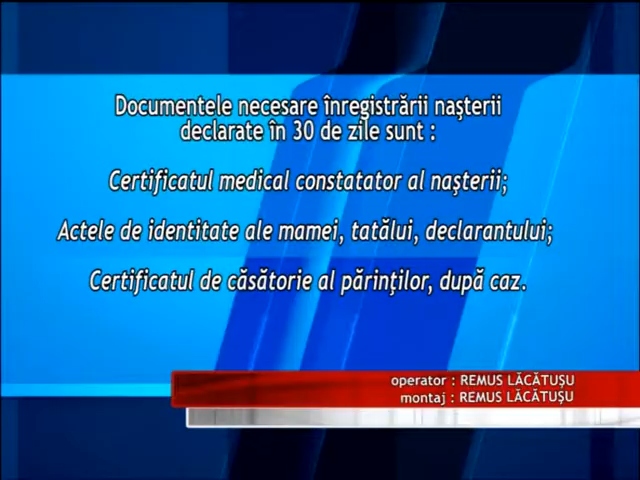 Documentele necesare înregistrării naşterii
declarate în 30 de zile sunt :
Certificatul medical constatator al naşterii;
Actele de identitate ale mamei, tatălui, declarantului;
Certificatul de căsătorie al părinţilor, după caz.
operator : REMUS LĂCĂTUŞU
montaj : REMUS LĂCĂTUŞU